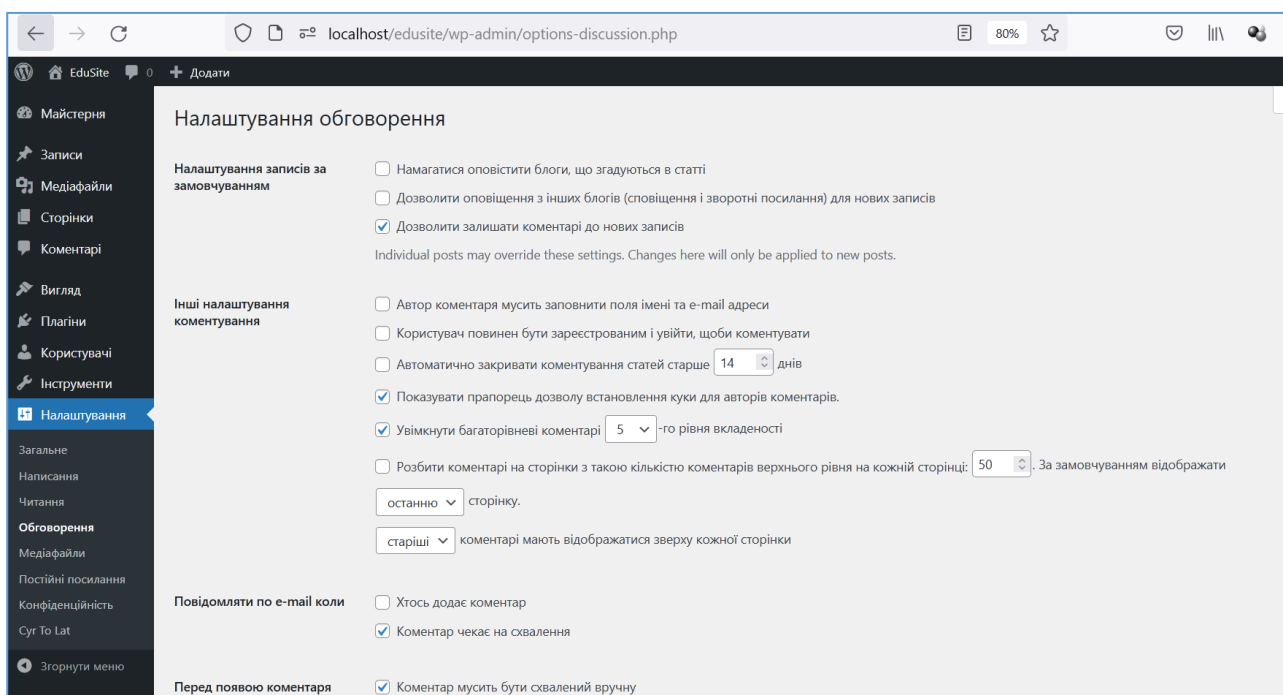 localhost/edusite/wp-admin/options-discussion.php
80%
EduSite
0
Додати
Майстерня
Записи
Медіафайли
Сторінки
Коментарі
Вигляд
Плагіни
Користувачі
Інструменти
Налаштування
Загальне
Написання
Читання
Обговорення
Медіафайли
Постійні посилання
Конфіденційність
Cyr To Lat
Згорнути меню
Налаштування обговорення
Налаштування записів за
замовчуванням
Намагатися оповістити блоги, що згадуються в статті
Дозволити оповіщення з інших блогів (сповіщення і зворотні посилання) для нових записів
Дозволити залишати коментарі до нових записів
Individual posts may override these settings. Changes here will only be applied to new posts.
Інші налаштування
коментування
Автор коментаря мусить заповнити поля імені та e-mail адреси
Користувач повинен бути зареєстрованим і увійти, щоби коментувати
Автоматично закривати коментування статей старше 14 днів
Показувати прапорець дозволу встановлення куки для авторів коментарів.
Увімкнути багаторівневі коментарі 5 -го рівня вкладеності
Розбити коментарі на сторінки з такою кількістю коментарів верхнього рівня на кожній сторінці: 50 . За замовчуванням відображати
останню сторінку.
старіші коментарі мають відображатися зверху кожної сторінки
Повідомляти по e-mail коли
Хтось додає коментар
Коментар чекає на схвалення
Перед появою коментаря
Коментар мусить бути схвалений вручну